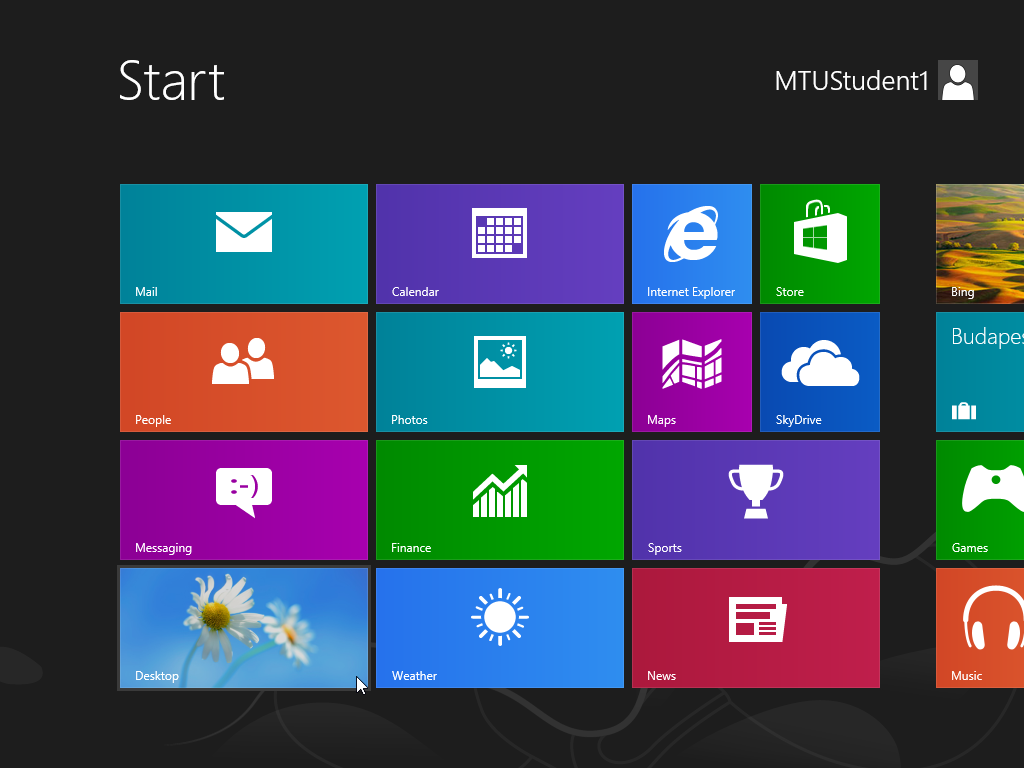 Start
MTUStudent1
Mail
Calendar
Internet Explorer
Store
Bing
People
Photos
Maps
SkyDrive
Budapes
Messaging
:-)
Finance
Sports
Games
Desktop
Weather
News
Music